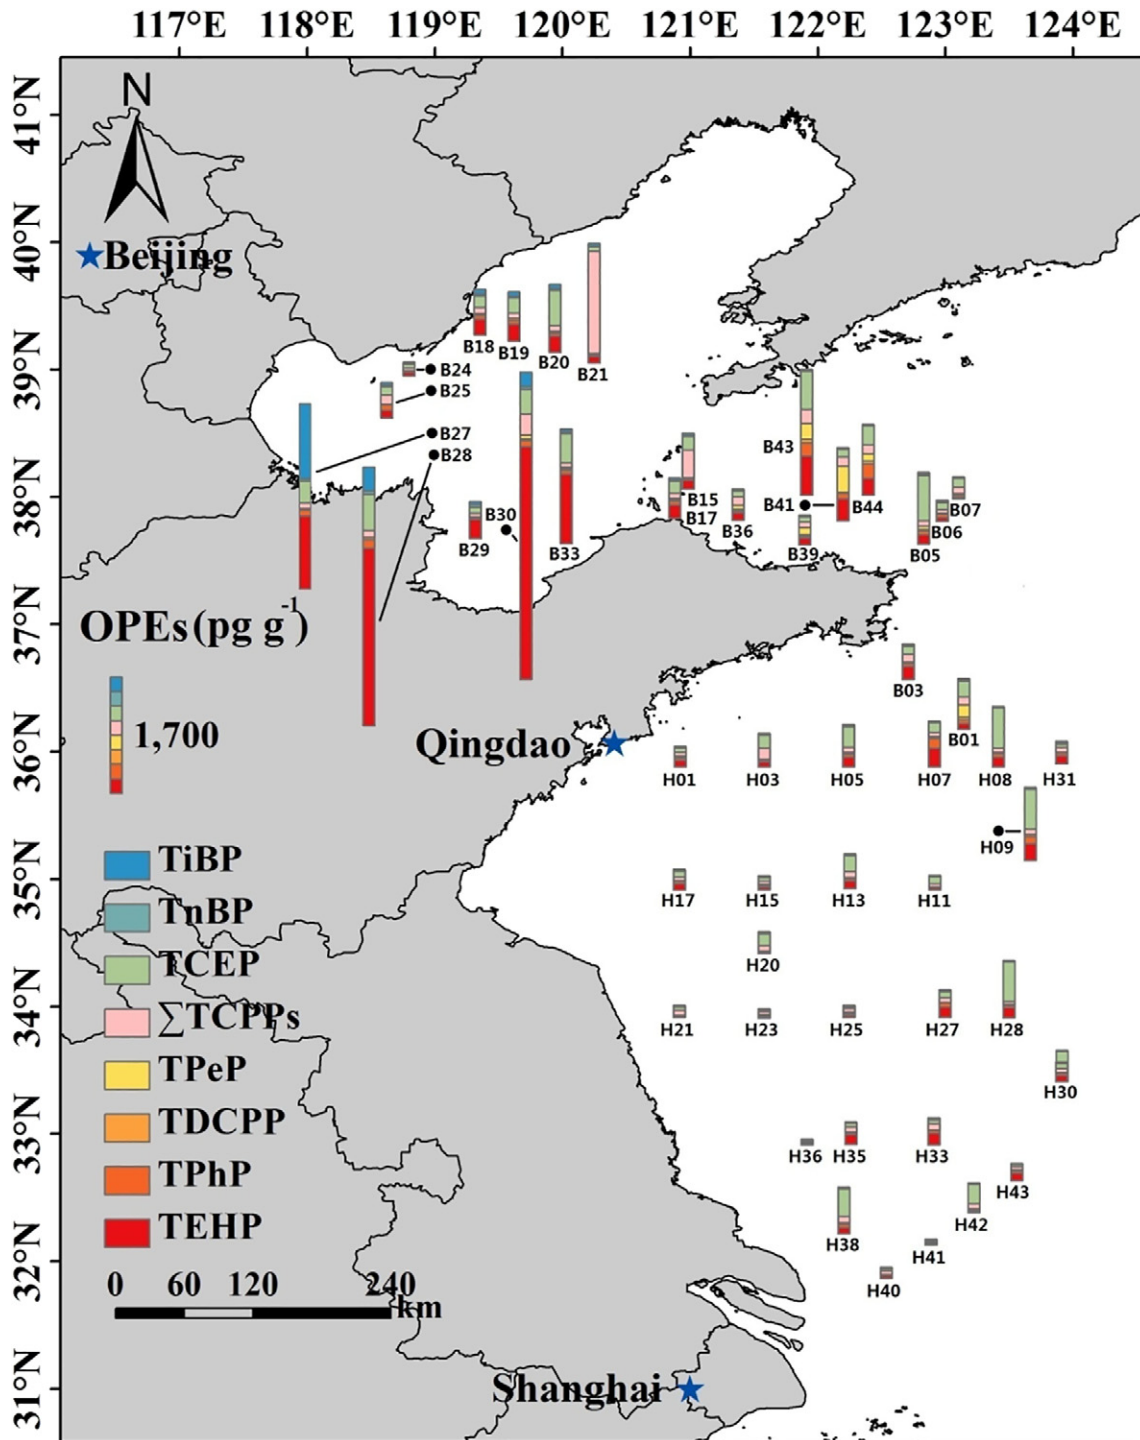 117°E 118°E 119°E 120°E 121°E 122°E 123°E 124°E
N
41°N
40°N
39°N
38°N
37°N
36°N
35°N
34°N
33°N
32°N
31°N
Beijing
B18 B19 B20 B21
B24
B25
B27
B28
B29 B30 B33
B15
B17
B36
B43
B41
B44
B39
B07
B06
B05
OPEs (pg g⁻¹)
1,700
B03
B01
Qingdao
H01 H03 H05 H07 H08 H31
H09
H17 H15 H13 H11
H20
H21 H23 H25 H27 H28
H30
H36 H35 H33
H43
H42
H38
H41
H40
TiBP
TnBP
TCEP
∑TCPPs
TPeP
TDCPP
TPhP
TEHP
0 60 120 240
km
Shanghai